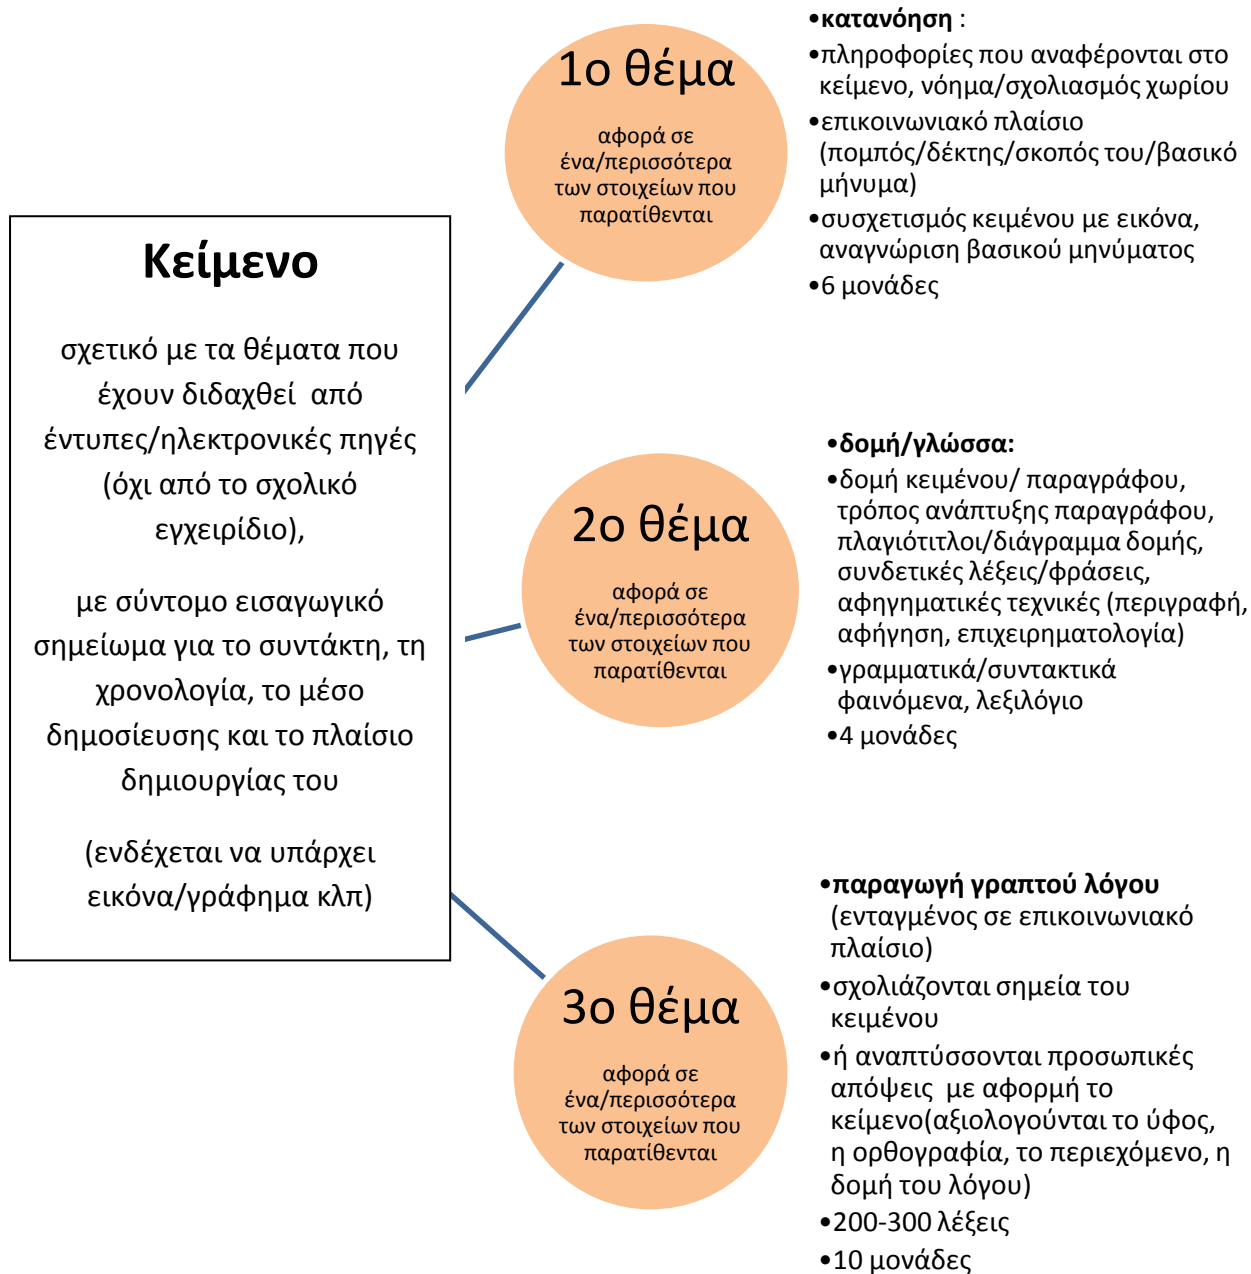 Κείμενο
σχετικό με τα θέματα που
έχουν διδαχθεί από
έντυπες/ηλεκτρονικές πηγές
(όχι από το σχολικό
εγχειρίδιο),
με σύντομο εισαγωγικό
σημείωμα για το συντάκτη, τη
χρονολογία, το μέσο
δημοσίευσης και το πλαίσιο
δημιουργίας του
(ενδέχεται να υπάρχει
εικόνα/γράφημα κλπ)
1ο θέμα
αφορά σε
ένα/περισσότερα
των στοιχείων που
παρατίθενται
•κατανόηση :
•πληροφορίες που αναφέρονται στο
κείμενο, νόημα/σχολιασμός χωρίου
•επικοινωνιακό πλαίσιο
(πομπός/δέκτης/σκοπός του/βασικό
μήνυμα)
•συσχετισμός κειμένου με εικόνα,
αναγνώριση βασικού μηνύματος
•6 μονάδες
2ο θέμα
αφορά σε
ένα/περισσότερα
των στοιχείων που
παρατίθενται
•δομή/γλώσσα:
•δομή κειμένου/ παραγράφου,
τρόπος ανάπτυξης παραγράφου,
πλαγιότιτλοι/διάγραμμα δομής,
συνδετικές λέξεις/φράσεις,
αφηγηματικές τεχνικές (περιγραφή,
αφήγηση, επιχειρηματολογία)
•γραμματικά/συντακτικά
φαινόμενα, λεξιλόγιο
•4 μονάδες
3ο θέμα
αφορά σε
ένα/περισσότερα
των στοιχείων που
παρατίθενται
•παραγωγή γραπτού λόγου
(ενταγμένος σε επικοινωνιακό
πλαίσιο)
•σχολιάζονται σημεία του
κειμένου
•ή αναπτύσσονται προσωπικές
απόψεις με αφορμή το
κείμενο(αξιολογούνται το ύφος,
η ορθογραφία, το περιεχόμενο, η
δομή του λόγου)
•200-300 λέξεις
•10 μονάδες